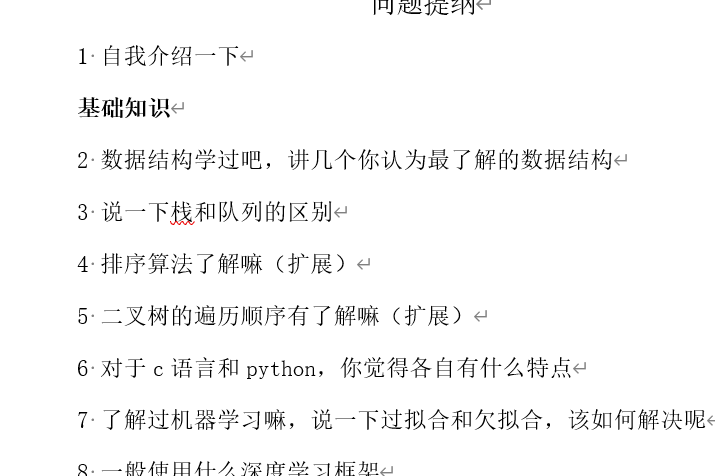 问题提纲
1 自我介绍一下
基础知识
2 数据结构学过吧，讲几个你认为最了解的数据结构
3 说一下栈和队列的区别
4 排序算法了解嘛（扩展）
5 二叉树的遍历顺序有了解嘛（扩展）
6 对于 c 语言和 python，你觉得各自有什么特点
7 了解过机器学习嘛，说一下过拟合和欠拟合，该如何解决呢
8 一般使用什么深度学习框架